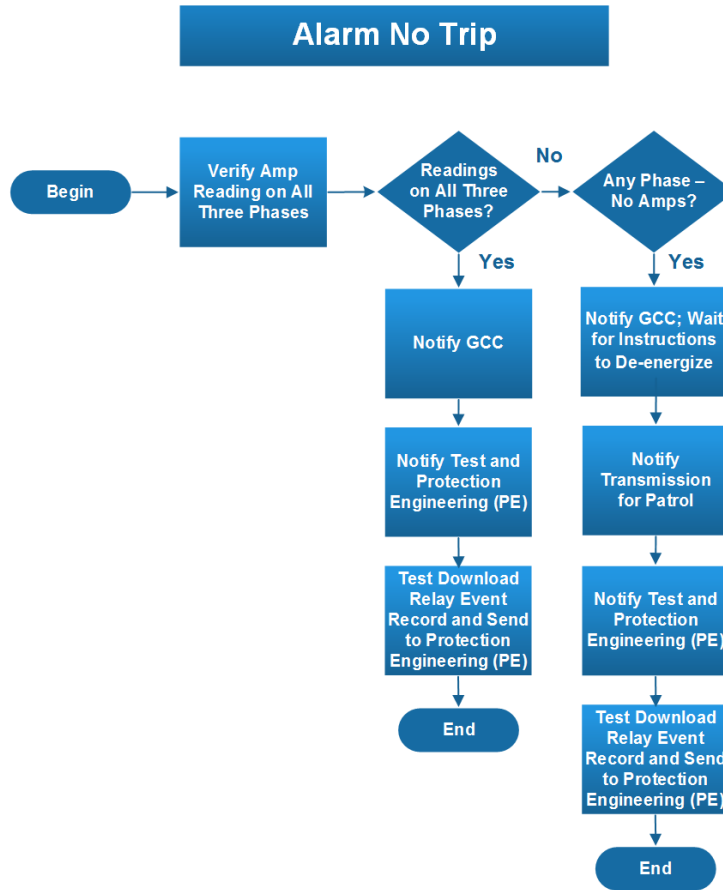 Alarm No Trip
Begin
Verify Amp
Reading on All
Three Phases
Readings
on All Three
Phases?
No
Any Phase –
No Amps?
Yes
Yes
Notify GCC
Notify GCC; Wait
for Instructions
to De-energize
Notify Test and
Protection
Engineering (PE)
Notify
Transmission
for Patrol
Test Download
Relay Event
Record and Send
to Protection
Engineering (PE)
Notify Test and
Protection
Engineering (PE)
End
Test Download
Relay Event
Record and Send
to Protection
Engineering (PE)
End